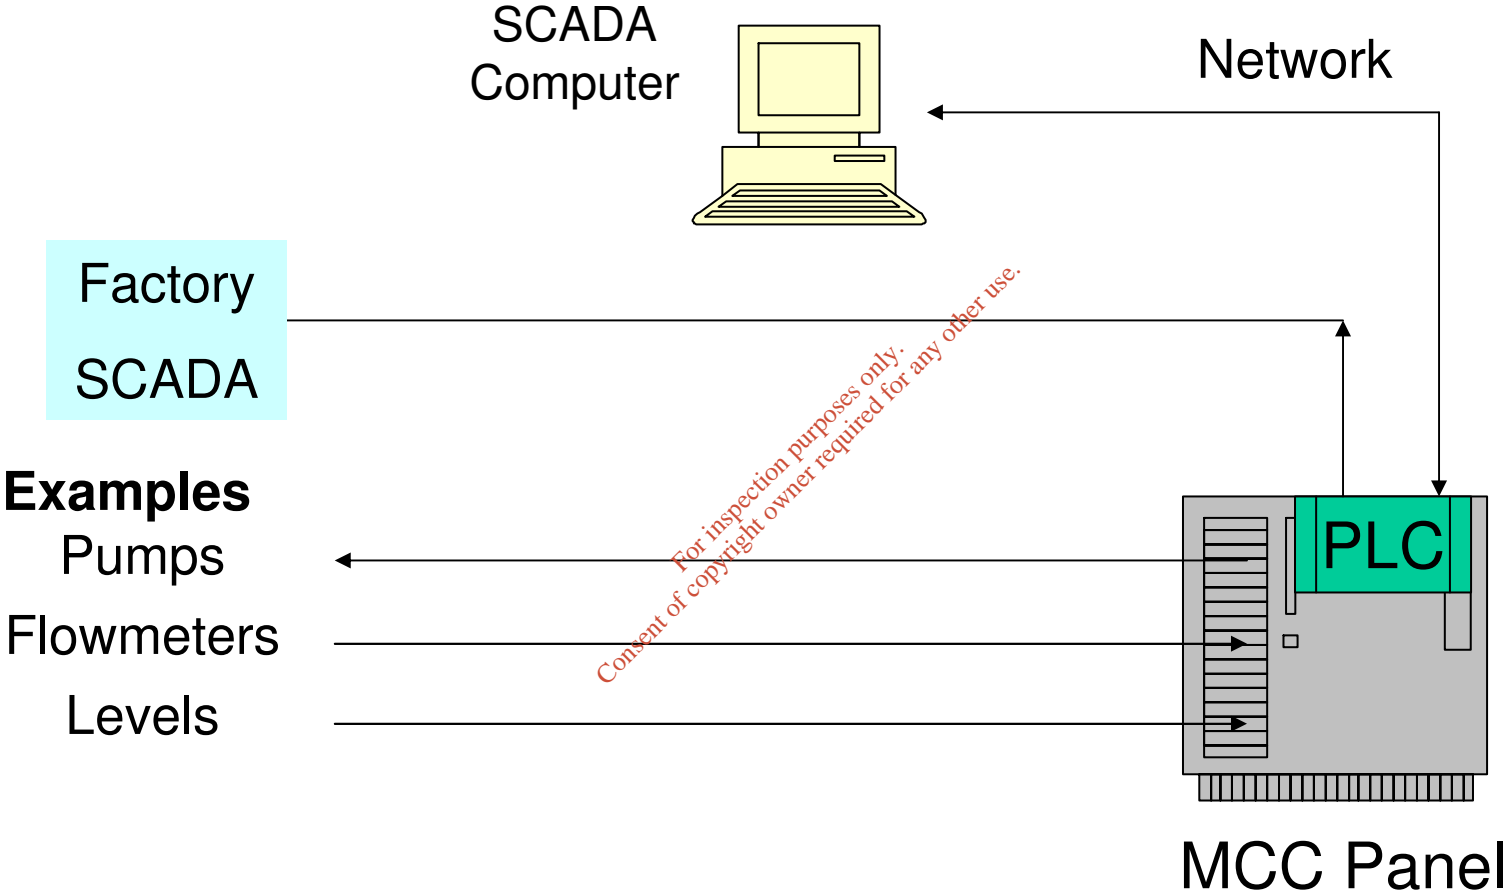 SCADA
Computer
Network
Factory
SCADA
For inspection purposes only.
Consent of copyright owner required for any other use.
Examples
Pumps
Flowmeters
Levels
PLC
MCC Panel